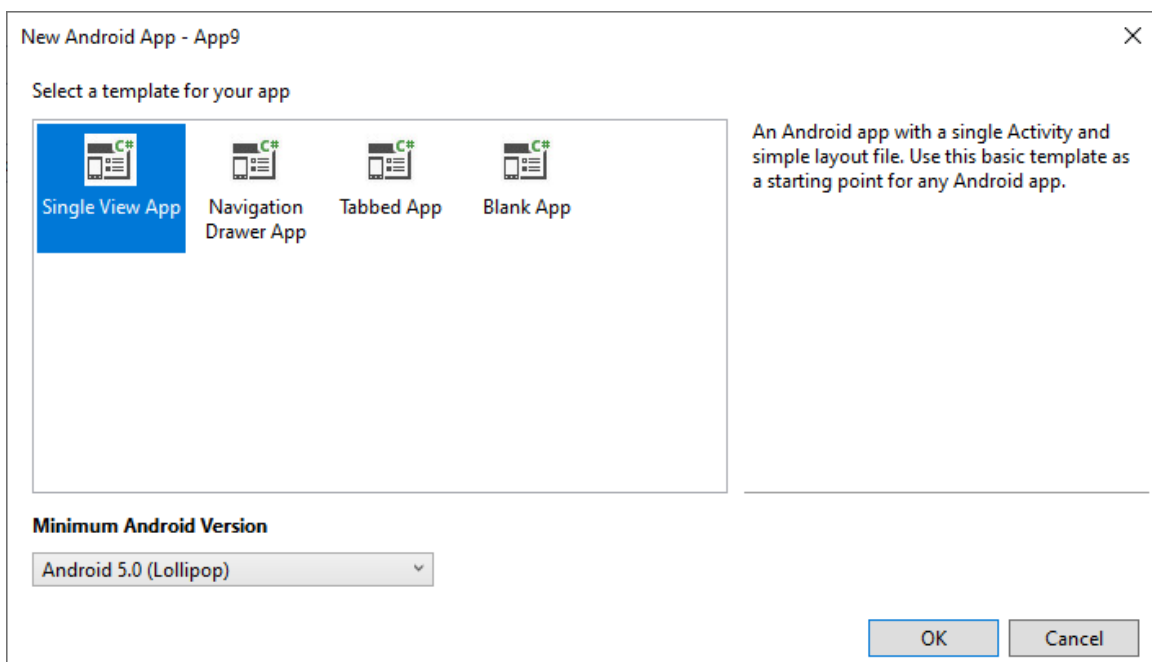 New Android App - App9
Select a template for your app
C#
Single View App
C#
Navigation
Drawer App
C#
Tabbed App
C#
Blank App
An Android app with a single Activity and
simple layout file. Use this basic template as
a starting point for any Android app.
Minimum Android Version
Android 5.0 (Lollipop)
OK
Cancel